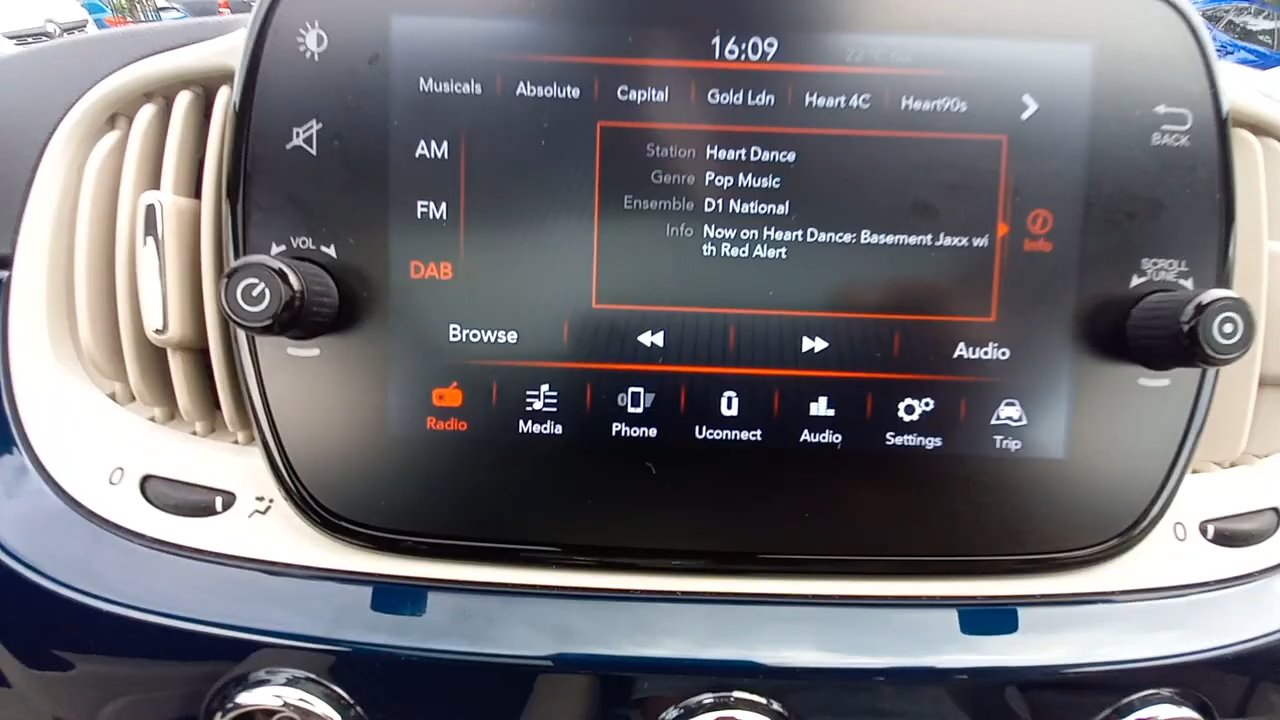 16:09
Musicals Absolute Capital Gold Ldn Heart 4C Heart90s
BACK
AM
Station Heart Dance
Genre Pop Music
FM
Ensemble D1 National
Info Now on Heart Dance: Basement Jaxx wi
th Red Alert
Info
VOL
DAB
SCROLL
TUNE
Browse Audio
Radio Media Phone Uconnect Audio Settings Trip
0
0